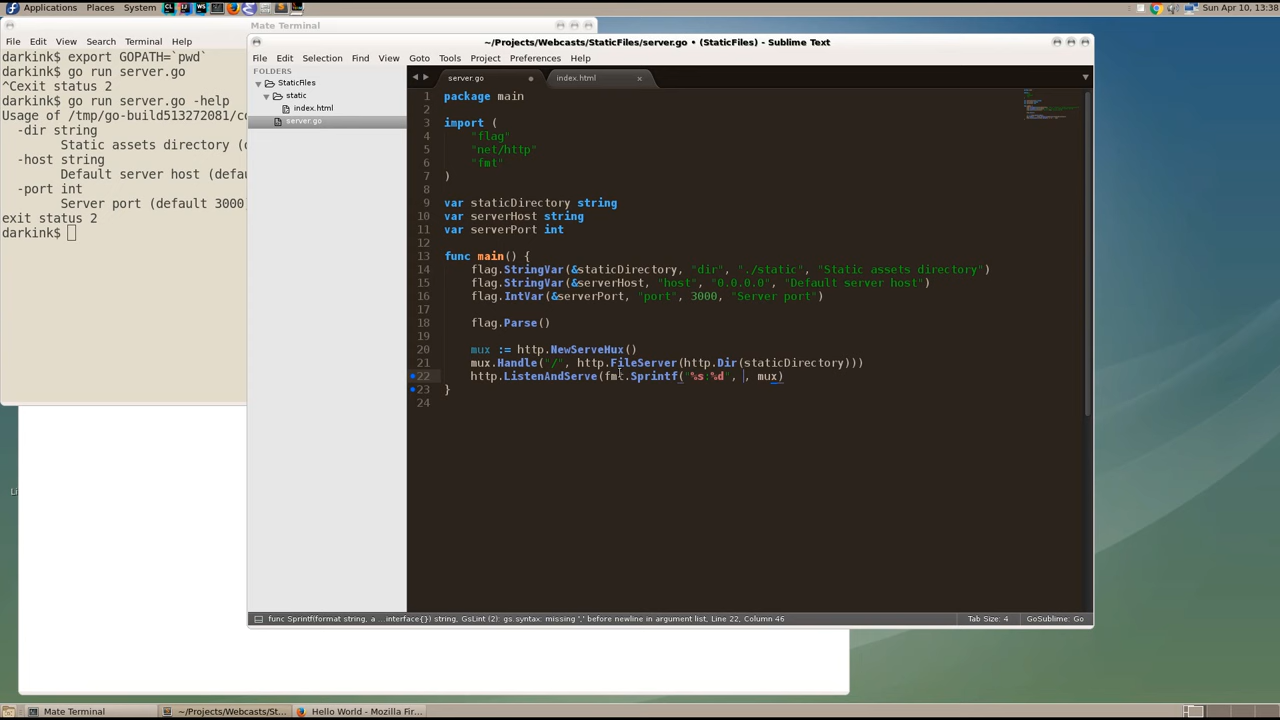 Applications Places System
Sun Apr 10, 13:38
Mate Terminal
File Edit View Search Terminal Help
darkink$ export GOPATH=`pwd`
darkink$ go run server.go
^Cexit status 2
darkink$ go run server.go -help
Usage of /tmp/go-build513272081/co
-dir string
Static assets directory (d
-host string
Default server host (defau
-port int
Server port (default 3000)
exit status 2
darkink$
~/Projects/Webcasts/StaticFiles/server.go • (StaticFiles) - Sublime Text
File Edit Selection Find View Goto Tools Project Preferences Help
FOLDERS
StaticFiles
static
index.html
server.go
server.go
index.html
1 package main
2
3 import (
4 "flag"
5 "net/http"
6 "fmt"
7 )
8
9 var staticDirectory string
10 var serverHost string
11 var serverPort int
12
13 func main() {
14 flag.StringVar(&staticDirectory, "dir", "./static", "Static assets directory")
15 flag.StringVar(&serverHost, "host", "0.0.0.0", "Default server host")
16 flag.IntVar(&serverPort, "port", 3000, "Server port")
17
18 flag.Parse()
19
20 mux := http.NewServeMux()
21 mux.Handle("/", http.FileServer(http.Dir(staticDirectory)))
22 http.ListenAndServe(fmt.Sprintf("%s:%d", , mux)
23 }
24
func Sprintf(format string, a ...interface{}) string, GsLint (2): gs.syntax: missing ',' before newline in argument list, Line 22, Column 46
Tab Size: 4
GoSublime: Go
Mate Terminal
~/Projects/Webcasts/St...
Hello World - Mozilla Fir...